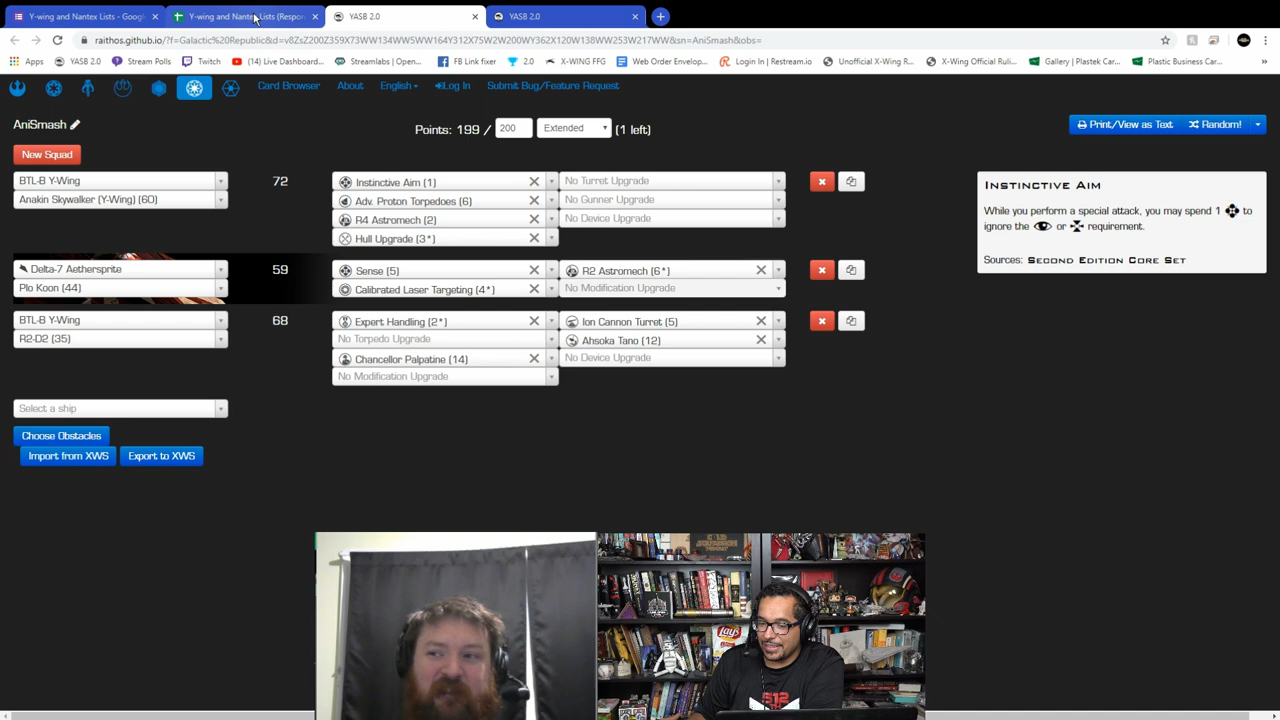 Y-wing and Nantex Lists - Googl
Y-wing and Nantex Lists (Respon
YASB 2.0
YASB 2.0
raithos.github.io/?f=Galactic%20Republic&d=v8ZsZ200Z359X73WW134WW5WW164Y312X75W2W200WY362X120W138WW253W217WW&sn=AniSmash&obs=
Apps YASB 2.0 Stream Polls Twitch (14) Live Dashboar... Streamlabs | Open... FB Link fixer 2.0 X-WING FFG Web Order Envelop... Login In | Restream.io Unofficial X-Wing R... X-Wing Official Ruli... Gallery | Plastek Car... Plastic Business Car...
Card Browser About English Log In Submit Bug/Feature Request
AniSmash
Points: 199 / 200 Extended (1 left)
Print/View as Text Random!
New Squad
BTL-B Y-Wing 72 Instinctive Aim (1) No Turret Upgrade
Anakin Skywalker (Y-Wing) (60) Adv. Proton Torpedoes (6) No Gunner Upgrade
R4 Astromech (2) No Device Upgrade
Hull Upgrade (3*)
Instinctive Aim
While you perform a special attack, you may spend 1 to
ignore the or requirement.
Sources: Second Edition Core Set
Delta-7 Aethersprite 59 Sense (5) R2 Astromech (6*)
Plo Koon (44) Calibrated Laser Targeting (4*) No Modification Upgrade
BTL-B Y-Wing 68 Expert Handling (2*) Ion Cannon Turret (5)
R2-D2 (35) No Torpedo Upgrade Ahsoka Tano (12)
Chancellor Palpatine (14) No Device Upgrade
No Modification Upgrade
Select a ship
Choose Obstacles
Import from XWS Export to XWS
Lay's